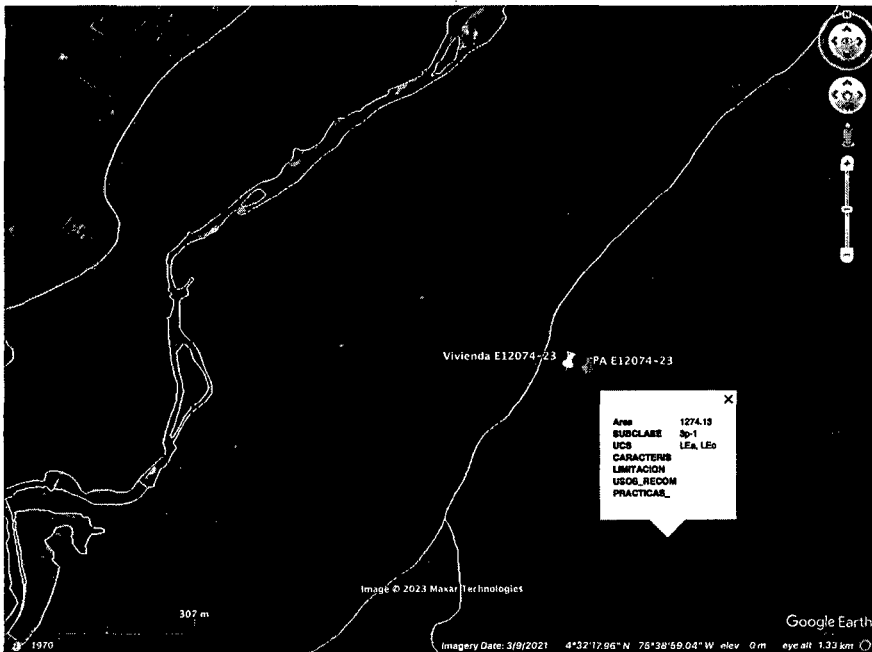 N
Vivienda E12074-23
PA E12074-23
Area 1274.13
SUBCLASE 3p-1
UCS LEa, LEc
CARACTERIS
LIMITACION
USOS_RECOM
PRACTICAS_
Image © 2023 Maxar Technologies
307 m
Google Earth
1970
Imagery Date: 3/9/2021 4°32'17.96" N 75°38'59.04" W elev 0 m eye alt 1.33 km